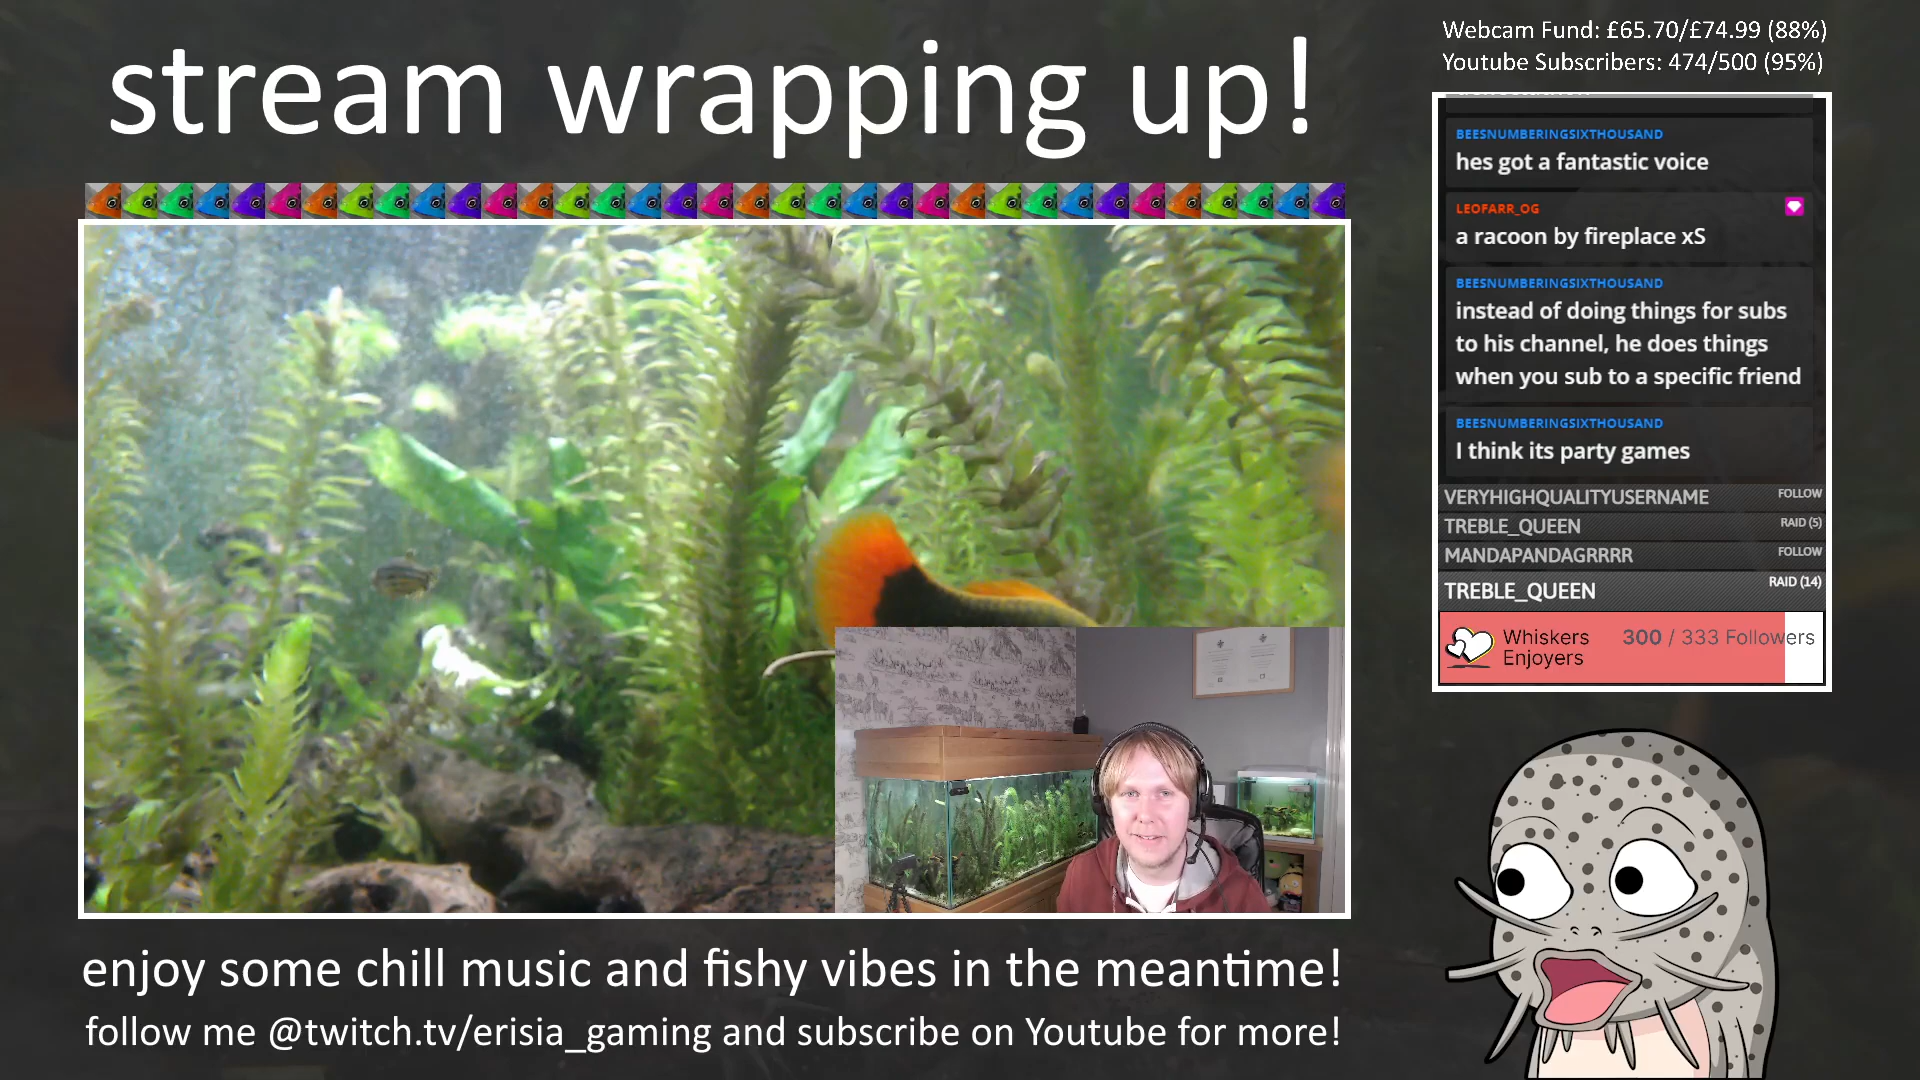 stream wrapping up!
Webcam Fund: £65.70/£74.99 (88%)
Youtube Subscribers: 474/500 (95%)
BEESNUMBERINGSIXTHOUSAND
hes got a fantastic voice
LEOFARR_OG
a racoon by fireplace xS
BEESNUMBERINGSIXTHOUSAND
instead of doing things for subs
to his channel, he does things
when you sub to a specific friend
BEESNUMBERINGSIXTHOUSAND
I think its party games
VERYHIGHQUALITYUSERNAME FOLLOW
TREBLE_QUEEN RAID (5)
MANDAPANDAGRRRR FOLLOW
TREBLE_QUEEN RAID (14)
Whiskers 300 / 333 Followers
Enjoyers
enjoy some chill music and fishy vibes in the meantime!
follow me @twitch.tv/erisia_gaming and subscribe on Youtube for more!